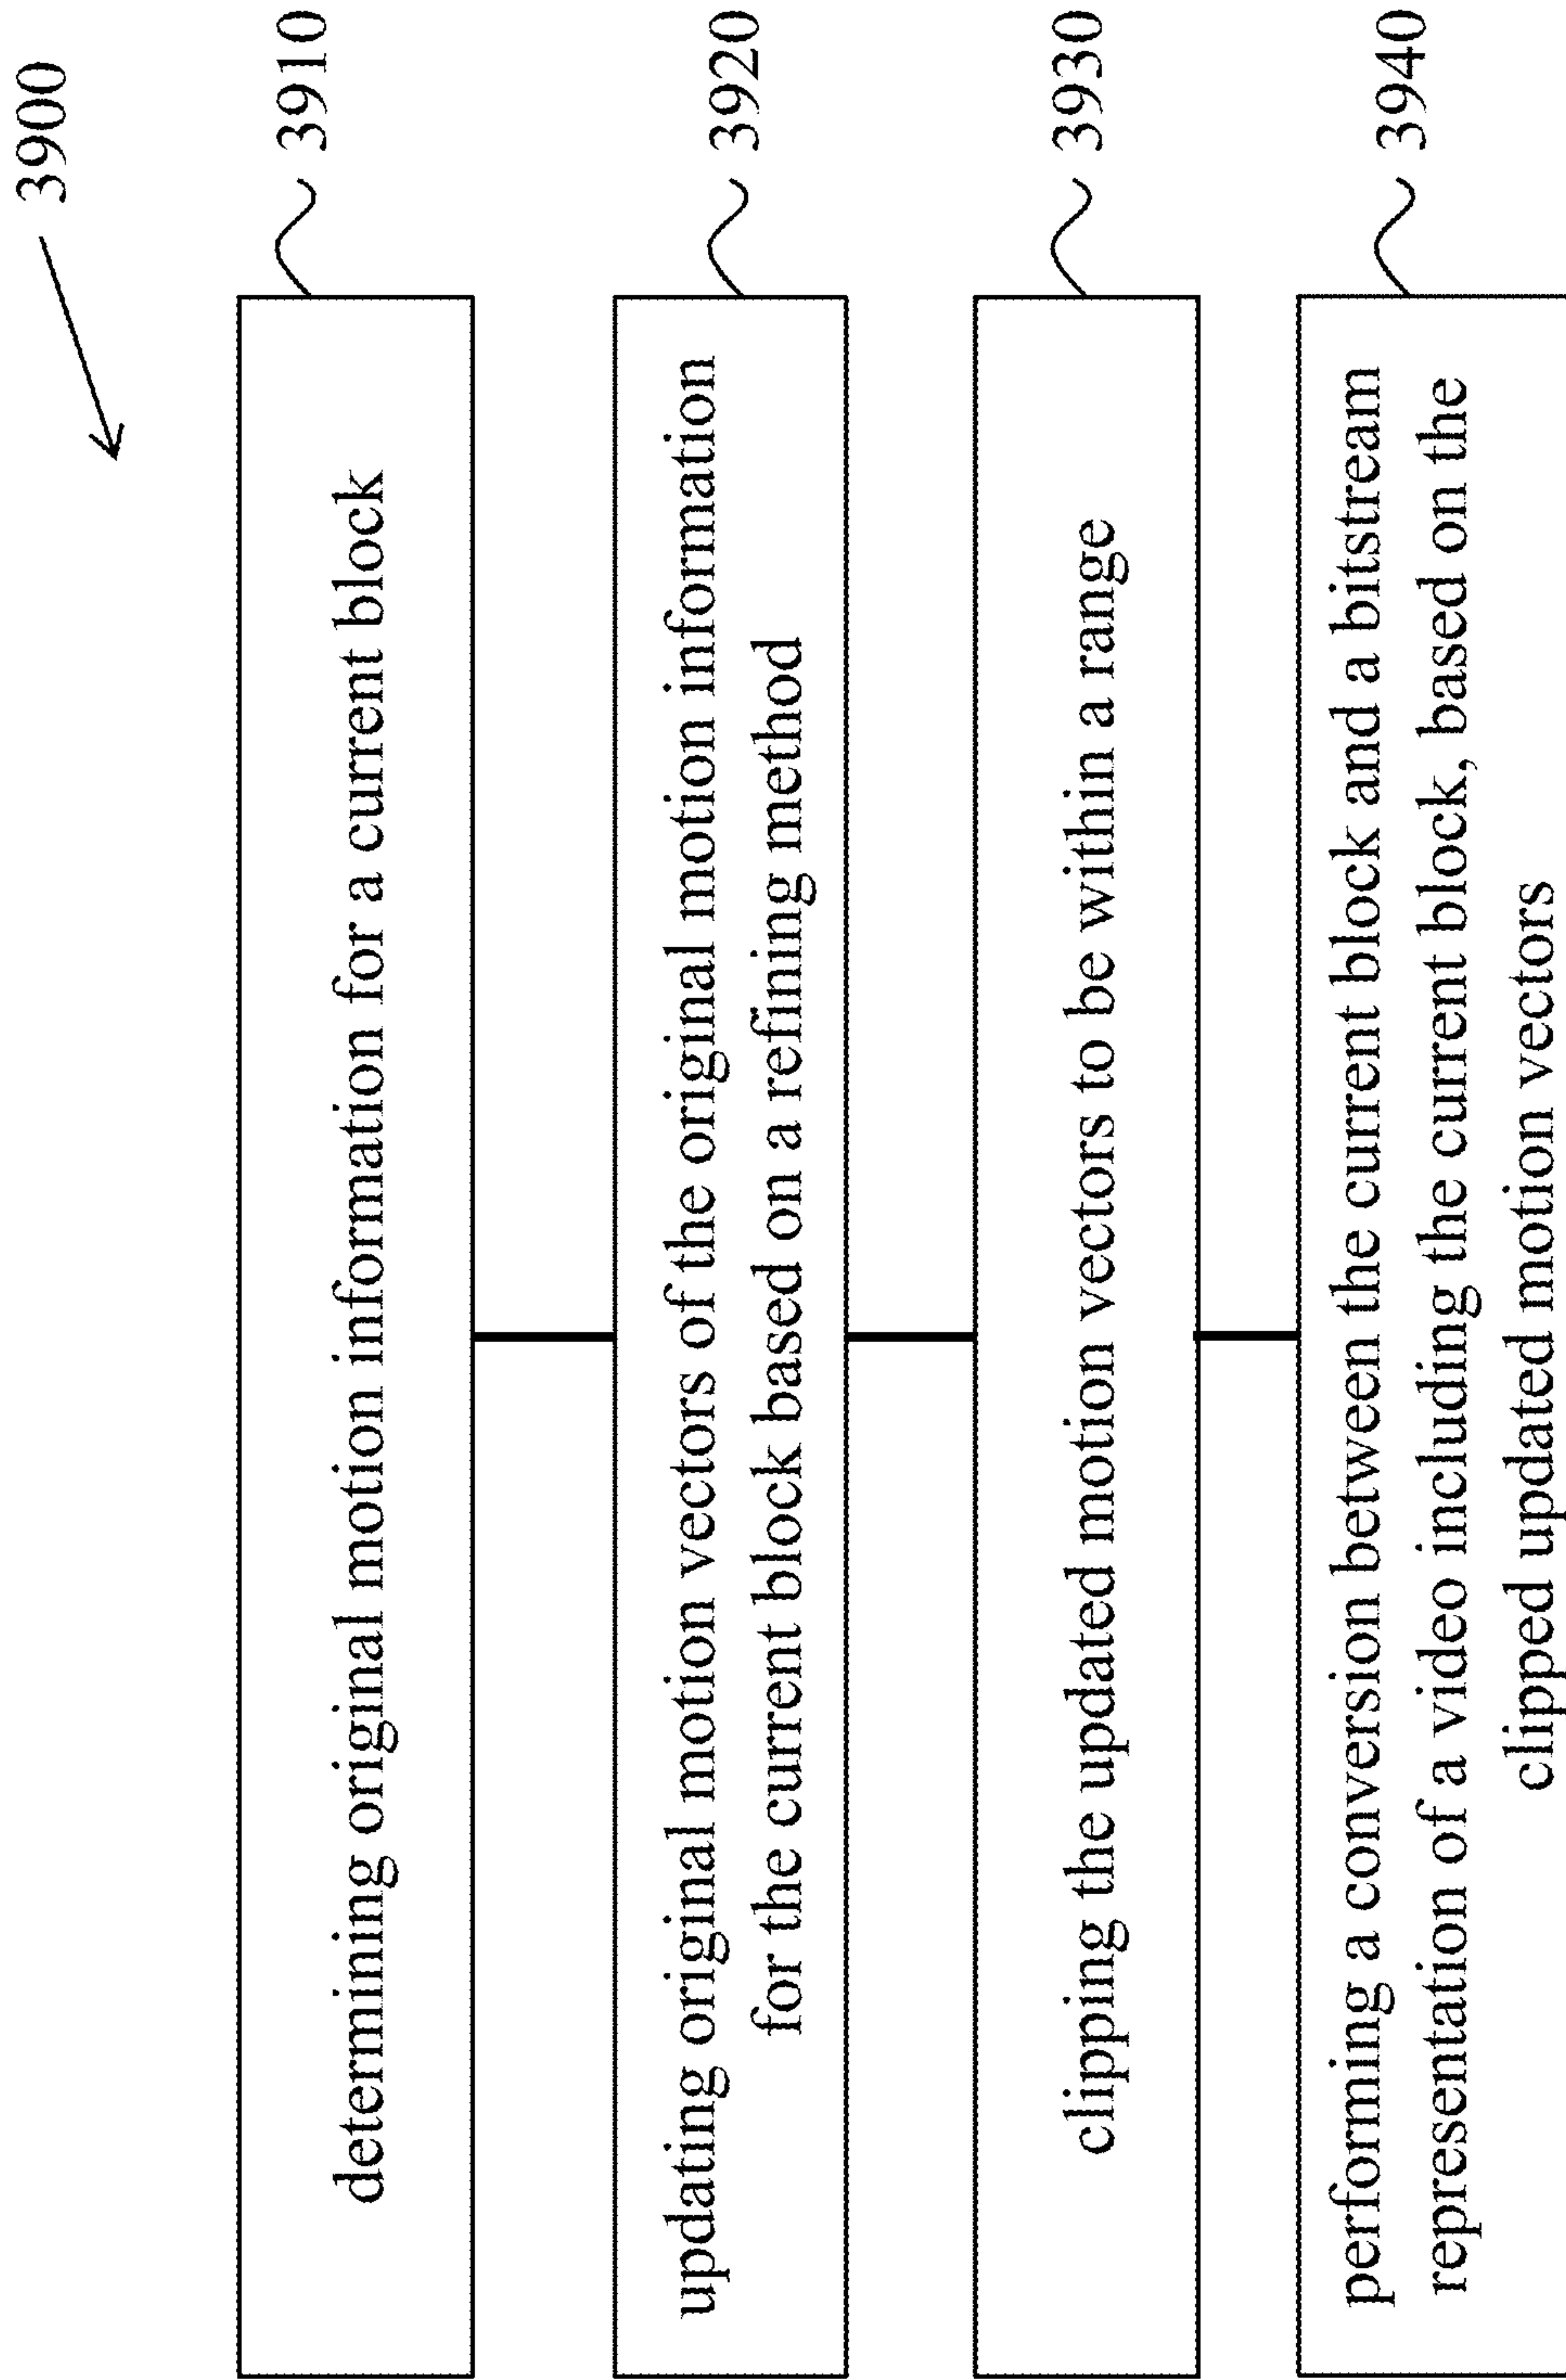 3900
determining original motion information for a current block
3910
updating original motion vectors of the original motion information
for the current block based on a refining method
3920
clipping the updated motion vectors to be within a range
3930
performing a conversion between the current block and a bitstream
representation of a video including the current block, based on the
clipped updated motion vectors
3940